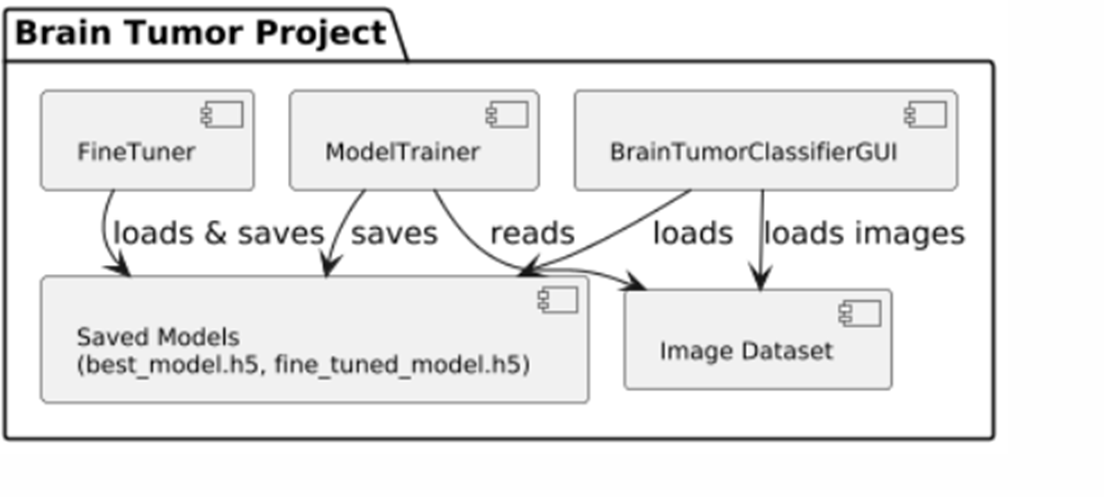 Brain Tumor Project
FineTuner
ModelTrainer
BrainTumorClassifierGUI
loads & saves
saves
reads
loads
loads images
Saved Models
(best_model.h5, fine_tuned_model.h5)
Image Dataset